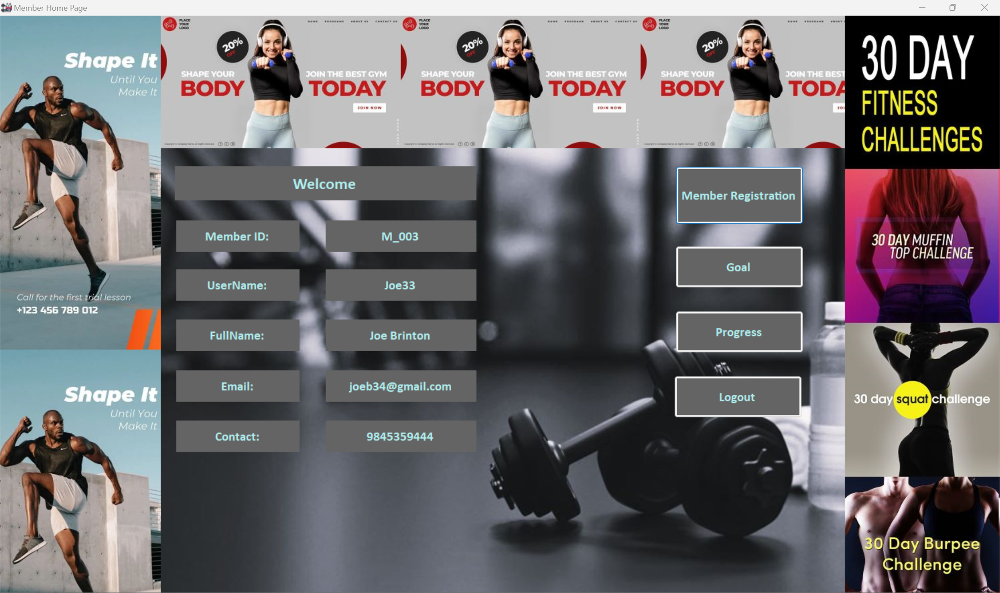 Member Home Page
Shape It
Until You
Make It
Call for the first trial lesson
+123 456 789 012
Shape It
Until You
Make It
PLACE
YOUR
LOGO
HOME PROGRAMS ABOUT US CONTACT US
20%
OFF
SHAPE YOUR
BODY
JOIN THE BEST GYM
TODAY
JOIN NOW
PLACE
YOUR
LOGO
HOME PROGRAMS ABOUT US CONTACT US
20%
OFF
SHAPE YOUR
BODY
JOIN THE BEST GYM
TODAY
JOIN NOW
PLACE
YOUR
LOGO
HOME PROGRAMS ABOUT
20%
OFF
SHAPE YOUR
BODY
JOIN THE BEST
TODA
JOI
Welcome
Member ID: M_003
UserName: Joe33
FullName: Joe Brinton
Email: joeb34@gmail.com
Contact: 9845359444
Member Registration
Goal
Progress
Logout
30 DAY
FITNESS
CHALLENGES
30 DAY MUFFIN
TOP CHALLENGE
30 day squat challenge
30 Day Burpee
Challenge